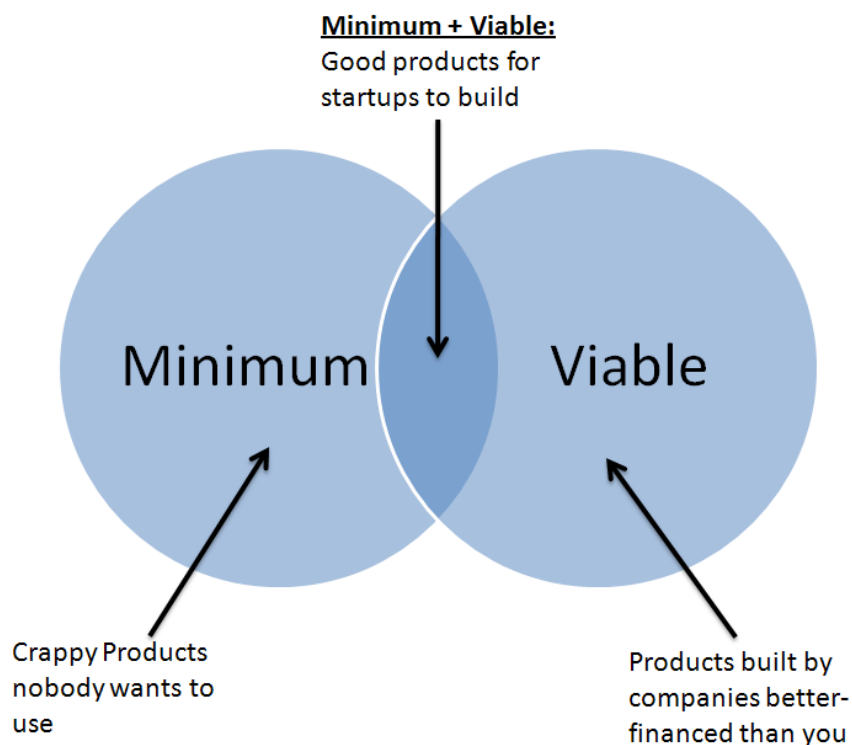 Minimum + Viable:
Good products for
startups to build
Minimum
Viable
Crappy Products
nobody wants to
use
Products built by
companies better-
financed than you